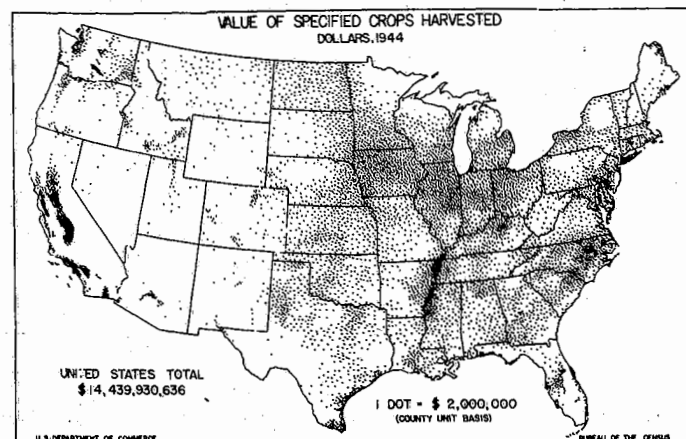 VALUE OF SPECIFIED CROPS HARVESTED
DOLLARS, 1944
UNITED STATES TOTAL
$14,439,930,636
1 DOT = $2,000,000
(COUNTY UNIT BASIS)
U.S. DEPARTMENT OF COMMERCE
BUREAU OF THE CENSUS